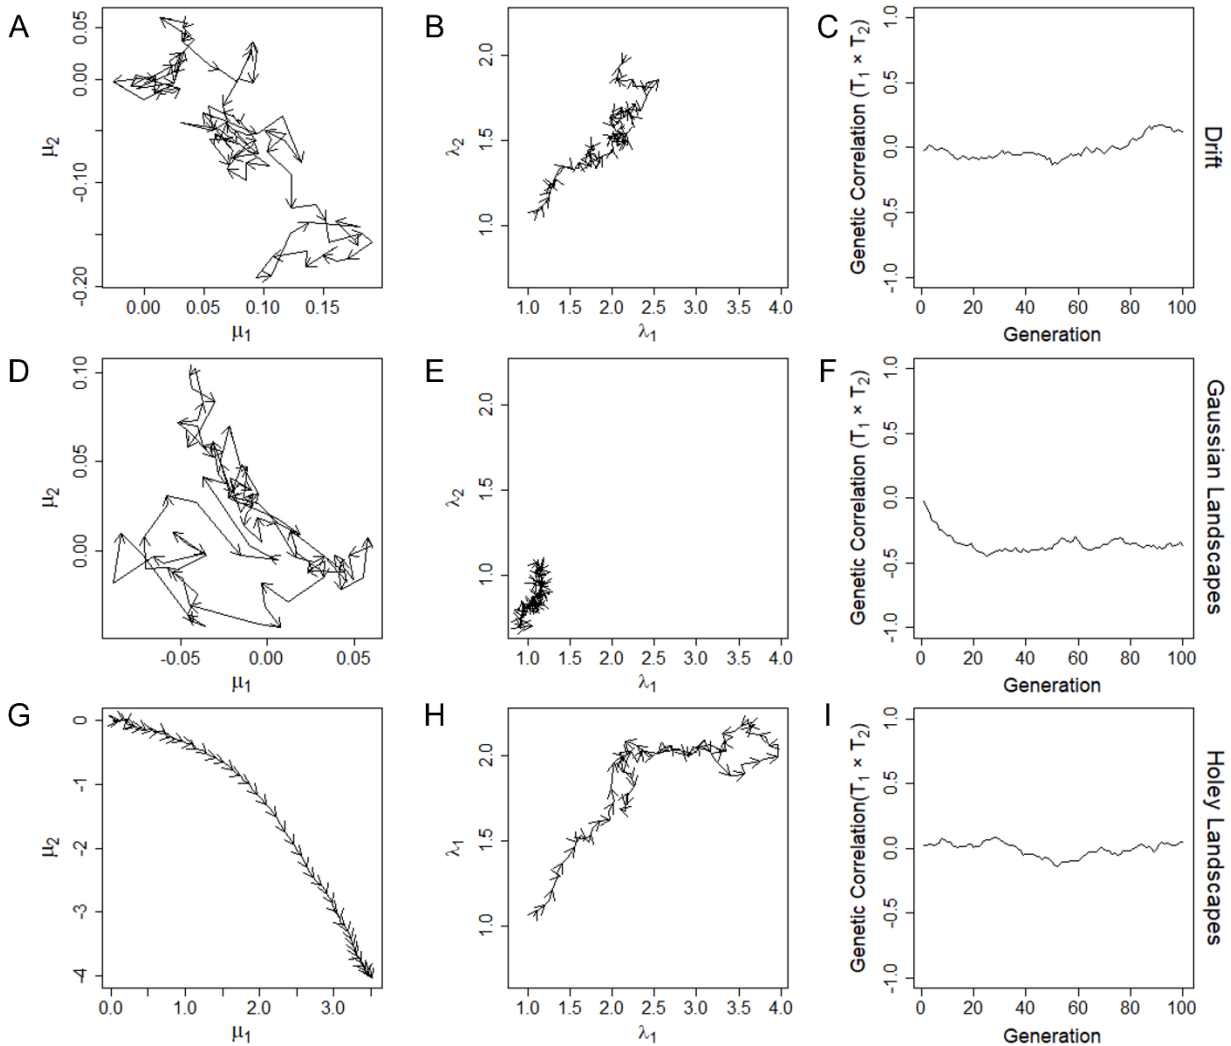 A
0.05
0.00
-0.10
-0.20
μ2
0.00 0.05 0.10 0.15
μ1
B
2.0
1.5
1.0
λ2
1.0 1.5 2.0 2.5 3.0 3.5 4.0
λ1
C
1.0
0.5
0.0
-0.5
-1.0
Genetic Correlation (T1 × T2)
0 20 40 60 80 100
Generation
Drift
D
0.10
0.05
0.00
μ2
-0.05 0.00 0.05
μ1
E
2.0
1.5
1.0
λ2
1.0 1.5 2.0 2.5 3.0 3.5 4.0
λ1
F
1.0
0.5
0.0
-0.5
-1.0
Genetic Correlation (T1 × T2)
0 20 40 60 80 100
Generation
Gaussian Landscapes
G
0
-1
-2
-3
-4
μ2
0.0 1.0 2.0 3.0
μ1
H
2.0
1.5
1.0
λ1
1.0 1.5 2.0 2.5 3.0 3.5 4.0
λ1
I
1.0
0.5
0.0
-0.5
-1.0
Genetic Correlation(T1 × T2)
0 20 40 60 80 100
Generation
Holey Landscapes